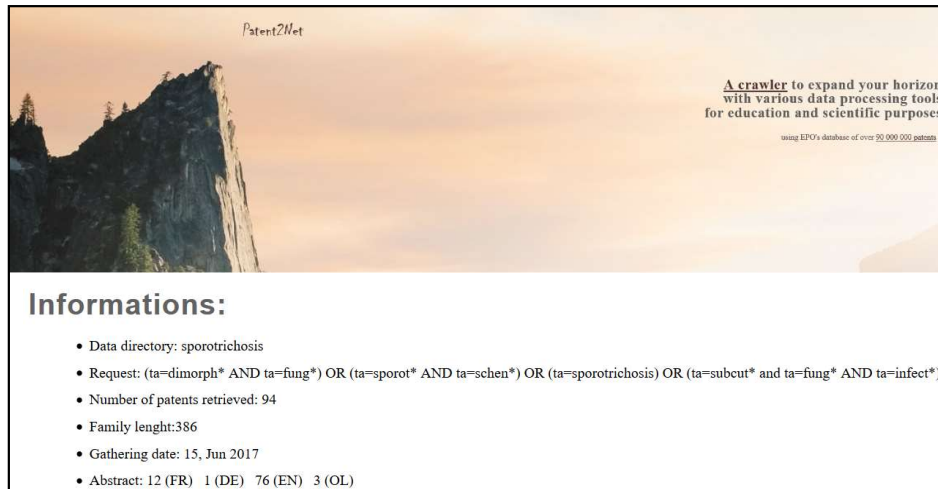 Patent2Net
A crawler to expand your horizon
with various data processing tools
for education and scientific purposes
using EPO's database of over 90 000 000 patents
Informations:
• Data directory: sporotrichosis
• Request: (ta=dimorph* AND ta=fung*) OR (ta=sporot* AND ta=schen*) OR (ta=sporotrichosis) OR (ta=subcut* and ta=fung* AND ta=infect*)
• Number of patents retrieved: 94
• Family lenght:386
• Gathering date: 15, Jun 2017
• Abstract: 12 (FR) 1 (DE) 76 (EN) 3 (OL)